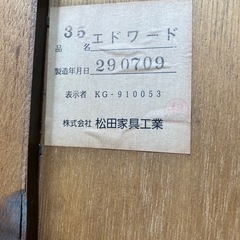 35 エドワード
品 名
製造年月日 290709
表示者 KG-910053
株式会社 松田家具工業